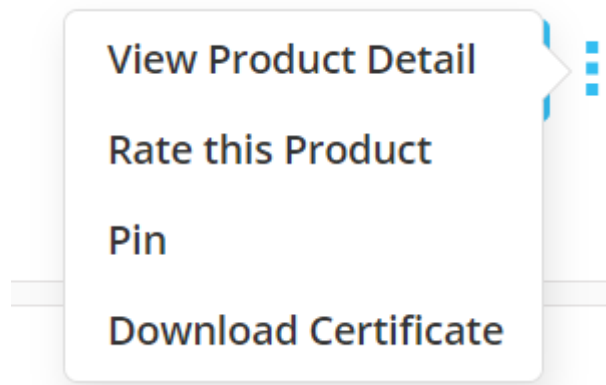 View Product Detail
Rate this Product
Pin
Download Certificate